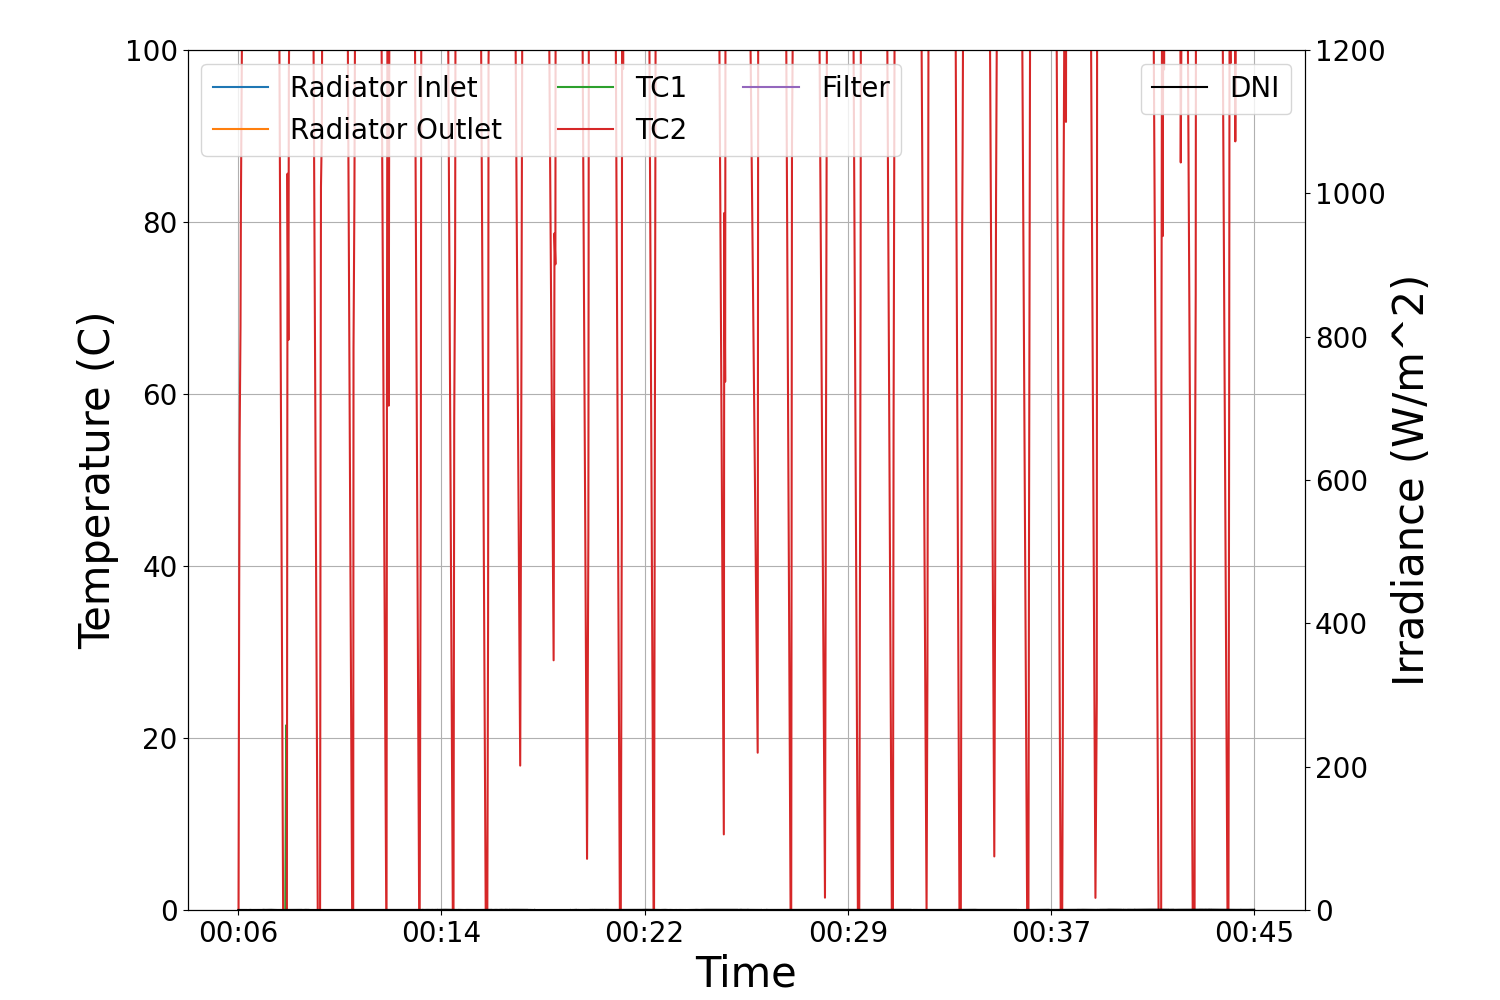 100
80
60
40
20
0
Temperature (C)
Radiator Inlet
Radiator Outlet
TC1
TC2
Filter
DNI
1200
1000
800
600
400
200
0
Irradiance (W/m^2)
00:06 00:14 00:22 00:29 00:37 00:45
Time